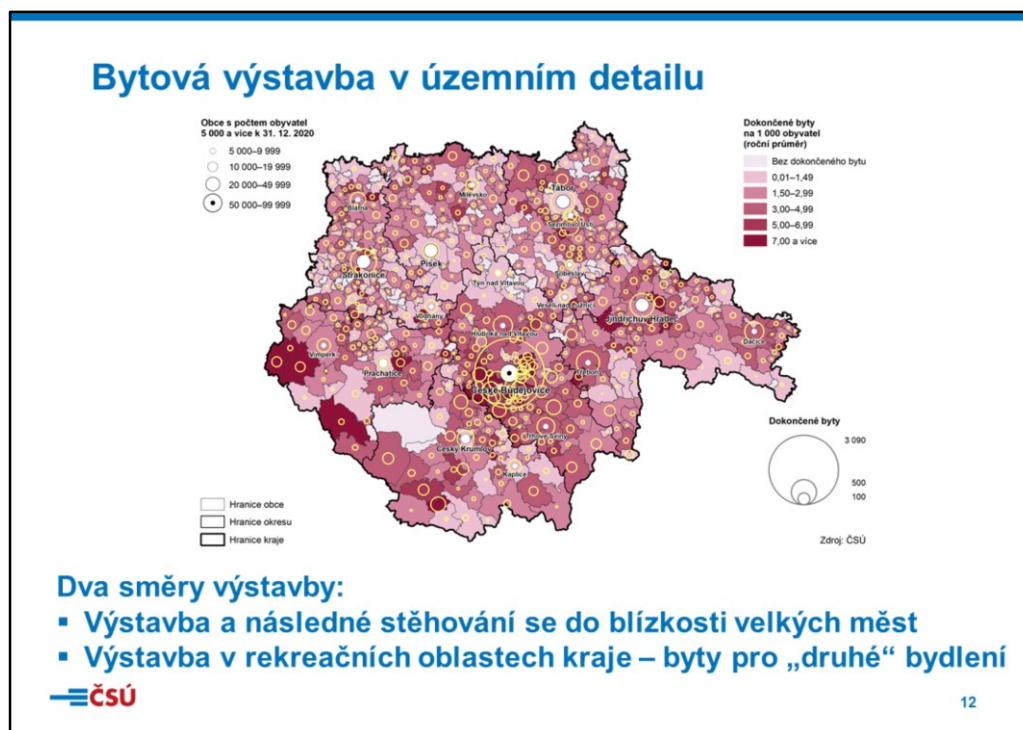 Bytová výstavba v územním detailu
Obce s počtem obyvatel
5 000 a více k 31. 12. 2020
5 000–9 999
10 000–19 999
20 000–49 999
50 000–99 999
Dokončené byty
na 1 000 obyvatel
(roční průměr)
Bez dokončeného bytu
0,01–1,49
1,50–2,99
3,00–4,99
5,00–6,99
7,00 a více
Milevsko
Tábor
Blatná
Sezimovo Ústí
Písek
Strakonice
Soběslav
Týn nad Vltavou
Veselí nad Lužnicí
Vodňany
Jindřichův Hradec
Hluboká nad Vltavou
Dačice
Vimperk
Prachatice
Třeboň
České Budějovice
Trhové Sviny
Český Krumlov
Kaplice
Dokončené byty
3 090
500
100
Hranice obce
Hranice okresu
Hranice kraje
Zdroj: ČSÚ
Dva směry výstavby:
▪ Výstavba a následné stěhování se do blízkosti velkých měst
▪ Výstavba v rekreačních oblastech kraje – byty pro „druhé“ bydlení
ČSÚ
12